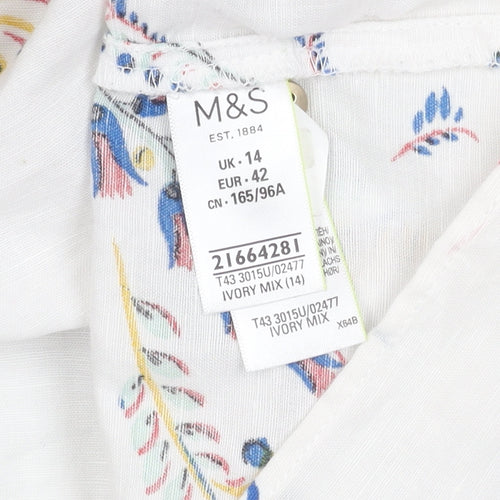 M&S
EST. 1884
UK · 14
EUR · 42
CN · 165/96A
21664281
T43 3015U/02477
IVORY MIX (14)
T43 3015U/02477
IVORY MIX
X64B